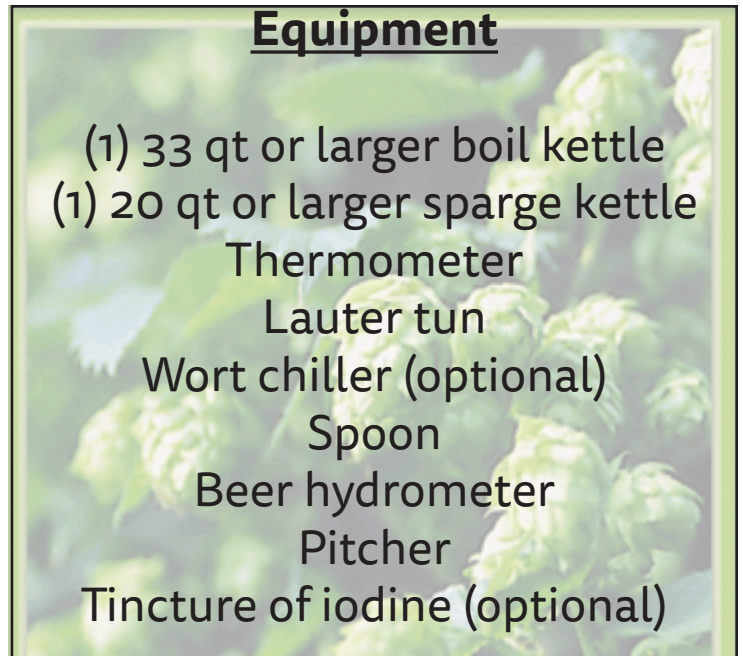 Equipment
(1) 33 qt or larger boil kettle
(1) 20 qt or larger sparge kettle
Thermometer
Lauter tun
Wort chiller (optional)
Spoon
Beer hydrometer
Pitcher
Tincture of iodine (optional)